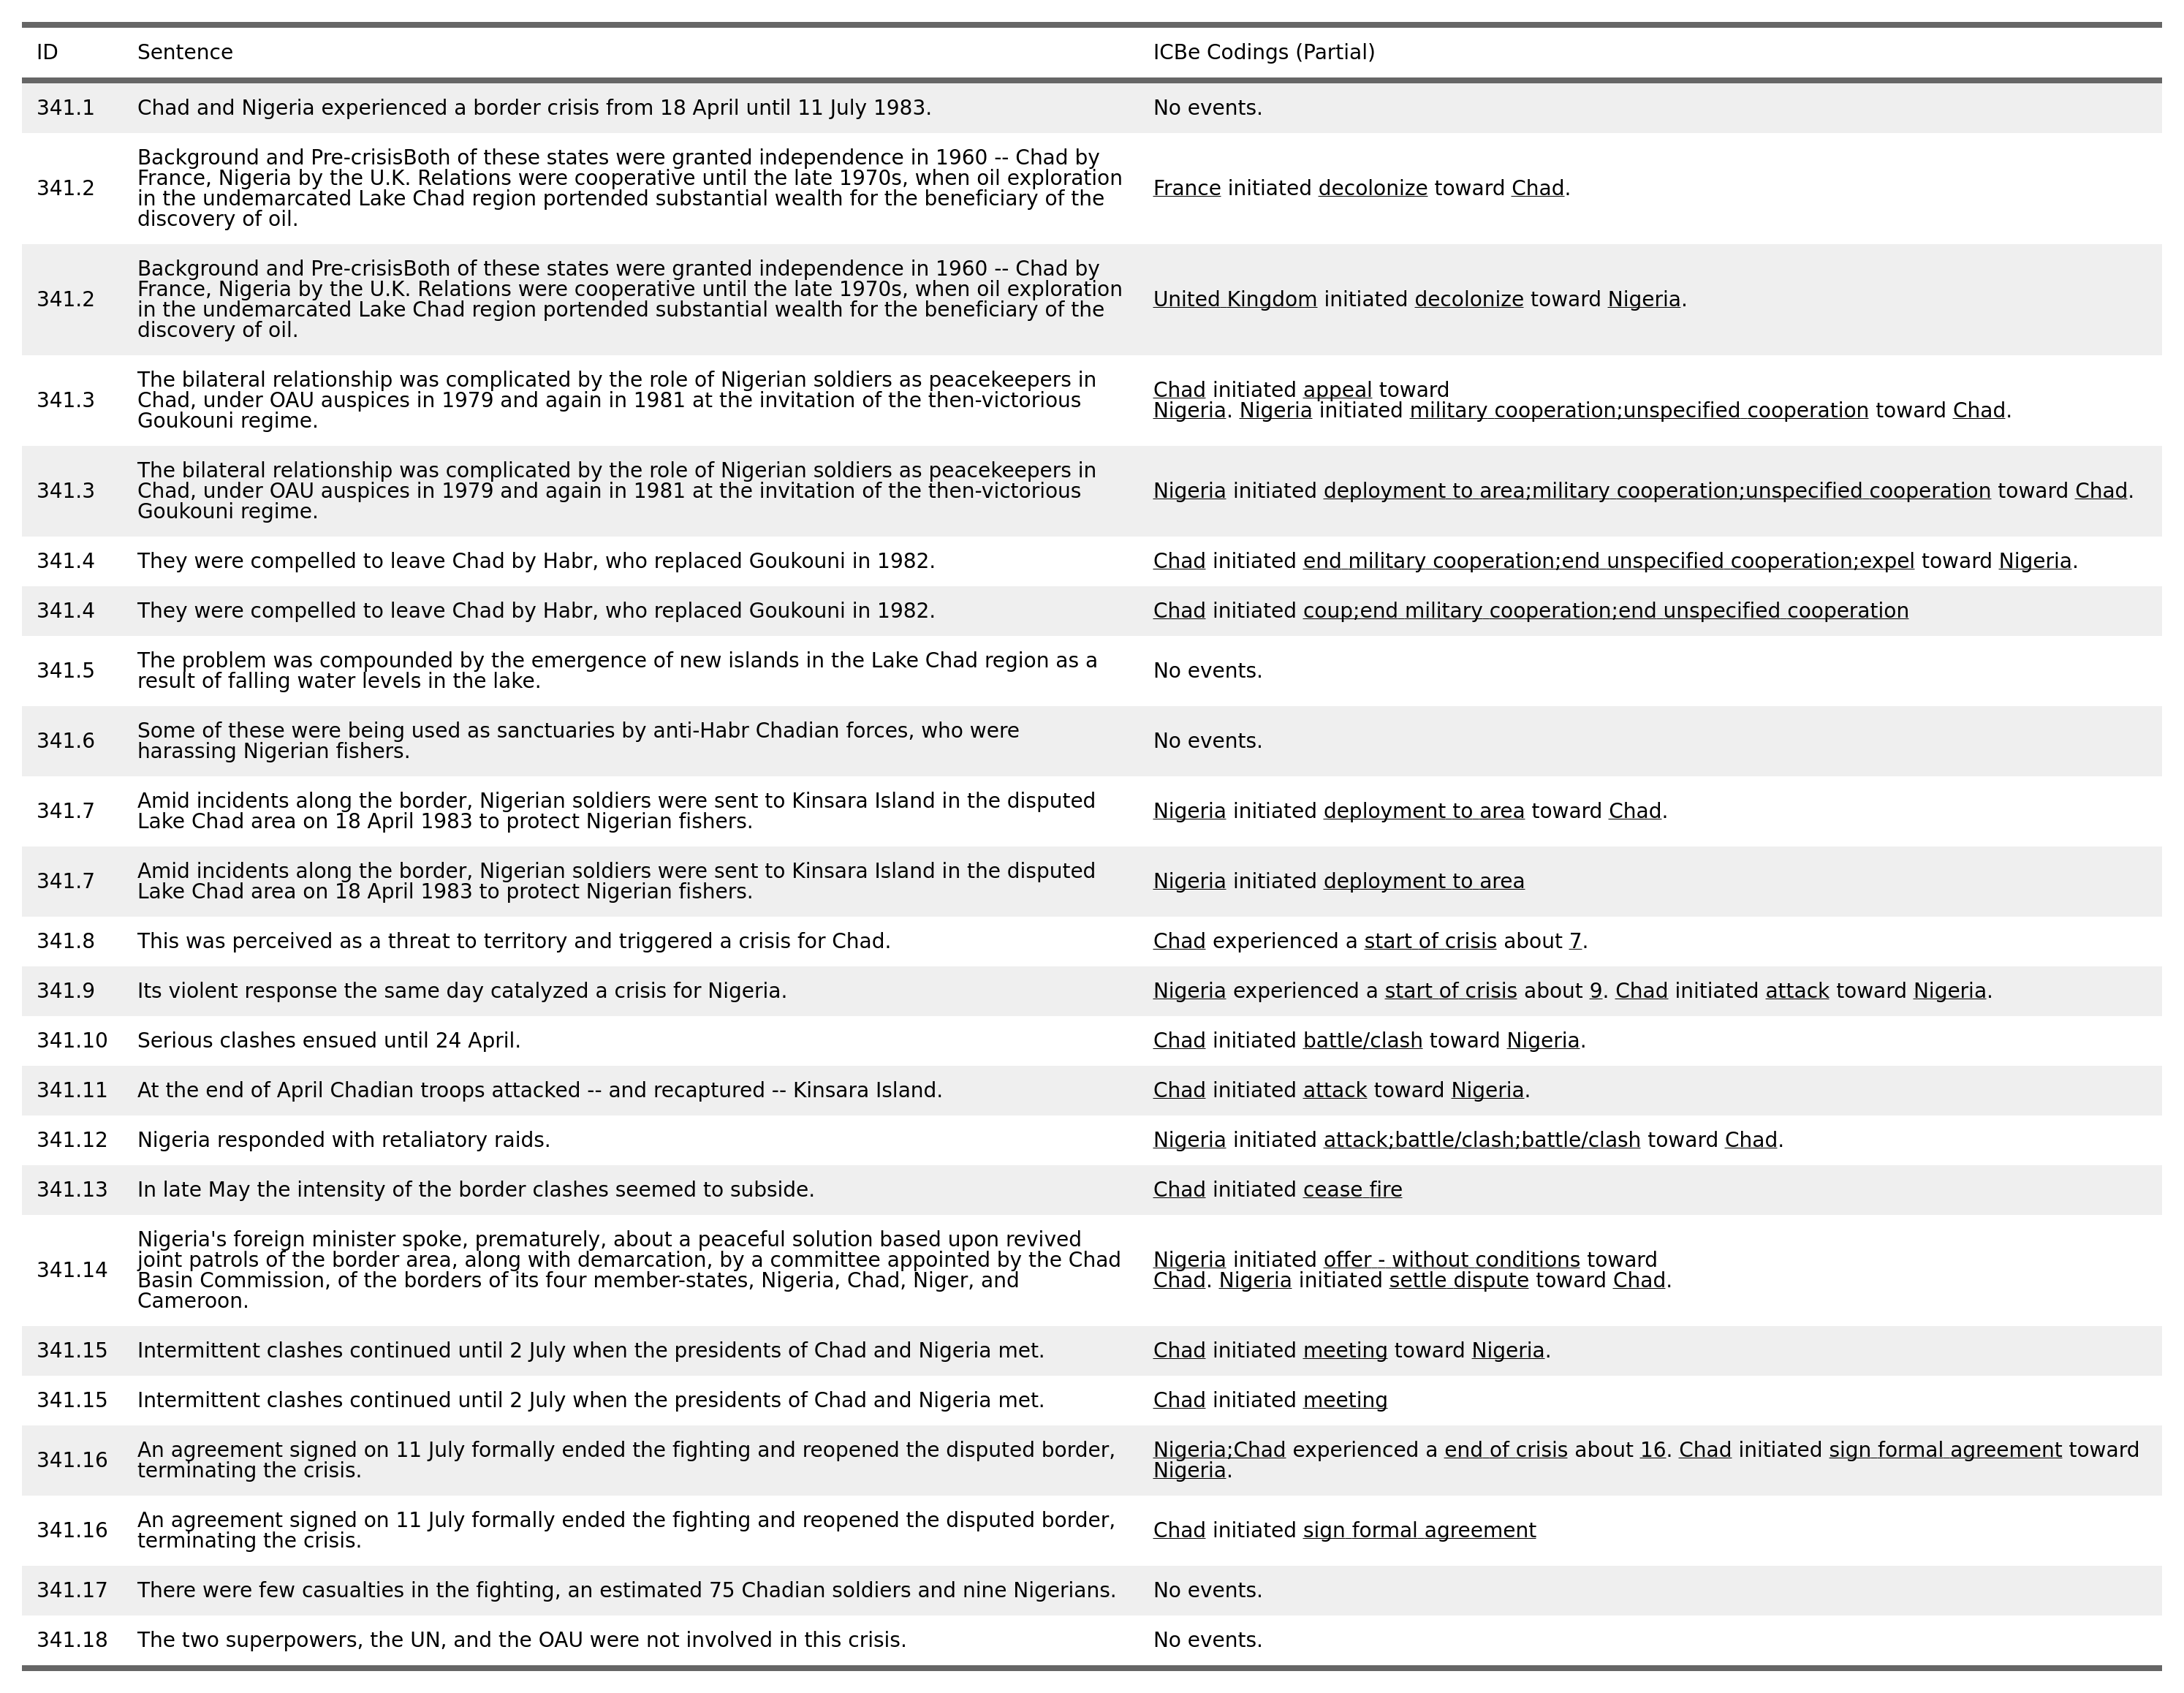 ID Sentence ICBe Codings (Partial)
341.1 Chad and Nigeria experienced a border crisis from 18 April until 11 July 1983. No events.
Background and Pre-crisisBoth of these states were granted independence in 1960 -- Chad by
France, Nigeria by the U.K. Relations were cooperative until the late 1970s, when oil exploration
in the undemarcated Lake Chad region portended substantial wealth for the beneficiary of the
discovery of oil.
341.2
France initiated decolonize toward Chad.
Background and Pre-crisisBoth of these states were granted independence in 1960 -- Chad by
France, Nigeria by the U.K. Relations were cooperative until the late 1970s, when oil exploration
in the undemarcated Lake Chad region portended substantial wealth for the beneficiary of the
discovery of oil.
341.2
United Kingdom initiated decolonize toward Nigeria.
341.3
The bilateral relationship was complicated by the role of Nigerian soldiers as peacekeepers in
Chad, under OAU auspices in 1979 and again in 1981 at the invitation of the then-victorious
Goukouni regime.
Chad initiated appeal toward
Nigeria. Nigeria initiated military cooperation;unspecified cooperation toward Chad.
341.3
The bilateral relationship was complicated by the role of Nigerian soldiers as peacekeepers in
Chad, under OAU auspices in 1979 and again in 1981 at the invitation of the then-victorious
Goukouni regime.
Nigeria initiated deployment to area;military cooperation;unspecified cooperation toward Chad.
341.4 They were compelled to leave Chad by Habr, who replaced Goukouni in 1982. Chad initiated end military cooperation;end unspecified cooperation;expel toward Nigeria.
341.4 They were compelled to leave Chad by Habr, who replaced Goukouni in 1982. Chad initiated coup;end military cooperation;end unspecified cooperation
341.5
The problem was compounded by the emergence of new islands in the Lake Chad region as a
result of falling water levels in the lake.
No events.
341.6
Some of these were being used as sanctuaries by anti-Habr Chadian forces, who were
harassing Nigerian fishers.
No events.
341.7
Amid incidents along the border, Nigerian soldiers were sent to Kinsara Island in the disputed
Lake Chad area on 18 April 1983 to protect Nigerian fishers.
Nigeria initiated deployment to area toward Chad.
341.7
Amid incidents along the border, Nigerian soldiers were sent to Kinsara Island in the disputed
Lake Chad area on 18 April 1983 to protect Nigerian fishers.
Nigeria initiated deployment to area
341.8 This was perceived as a threat to territory and triggered a crisis for Chad. Chad experienced a start of crisis about 7.
341.9 Its violent response the same day catalyzed a crisis for Nigeria. Nigeria experienced a start of crisis about 9. Chad initiated attack toward Nigeria.
341.10 Serious clashes ensued until 24 April. Chad initiated battle/clash toward Nigeria.
341.11 At the end of April Chadian troops attacked -- and recaptured -- Kinsara Island. Chad initiated attack toward Nigeria.
341.12 Nigeria responded with retaliatory raids. Nigeria initiated attack;battle/clash;battle/clash toward Chad.
341.13 In late May the intensity of the border clashes seemed to subside. Chad initiated cease fire
341.14
Nigeria's foreign minister spoke, prematurely, about a peaceful solution based upon revived
joint patrols of the border area, along with demarcation, by a committee appointed by the Chad
Basin Commission, of the borders of its four member-states, Nigeria, Chad, Niger, and
Cameroon.
Nigeria initiated offer - without conditions toward
Chad. Nigeria initiated settle dispute toward Chad.
341.15 Intermittent clashes continued until 2 July when the presidents of Chad and Nigeria met. Chad initiated meeting toward Nigeria.
341.15 Intermittent clashes continued until 2 July when the presidents of Chad and Nigeria met. Chad initiated meeting
341.16
An agreement signed on 11 July formally ended the fighting and reopened the disputed border,
terminating the crisis.
Nigeria;Chad experienced a end of crisis about 16. Chad initiated sign formal agreement toward
Nigeria.
341.16
An agreement signed on 11 July formally ended the fighting and reopened the disputed border,
terminating the crisis.
Chad initiated sign formal agreement
341.17 There were few casualties in the fighting, an estimated 75 Chadian soldiers and nine Nigerians. No events.
341.18 The two superpowers, the UN, and the OAU were not involved in this crisis. No events.